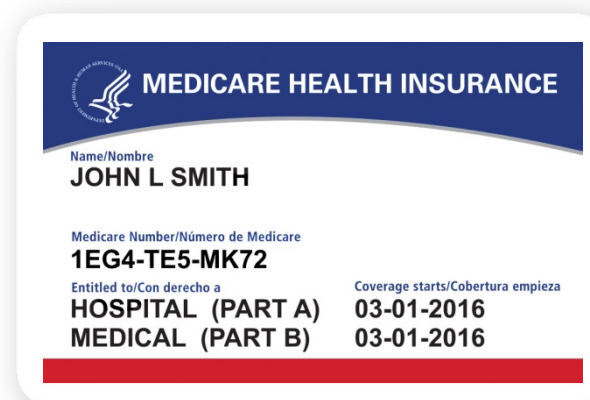 MEDICARE HEALTH INSURANCE
Name/Nombre
JOHN L SMITH
Medicare Number/Número de Medicare
1EG4-TE5-MK72
Entitled to/Con derecho a Coverage starts/Cobertura empieza
HOSPITAL (PART A) 03-01-2016
MEDICAL (PART B) 03-01-2016